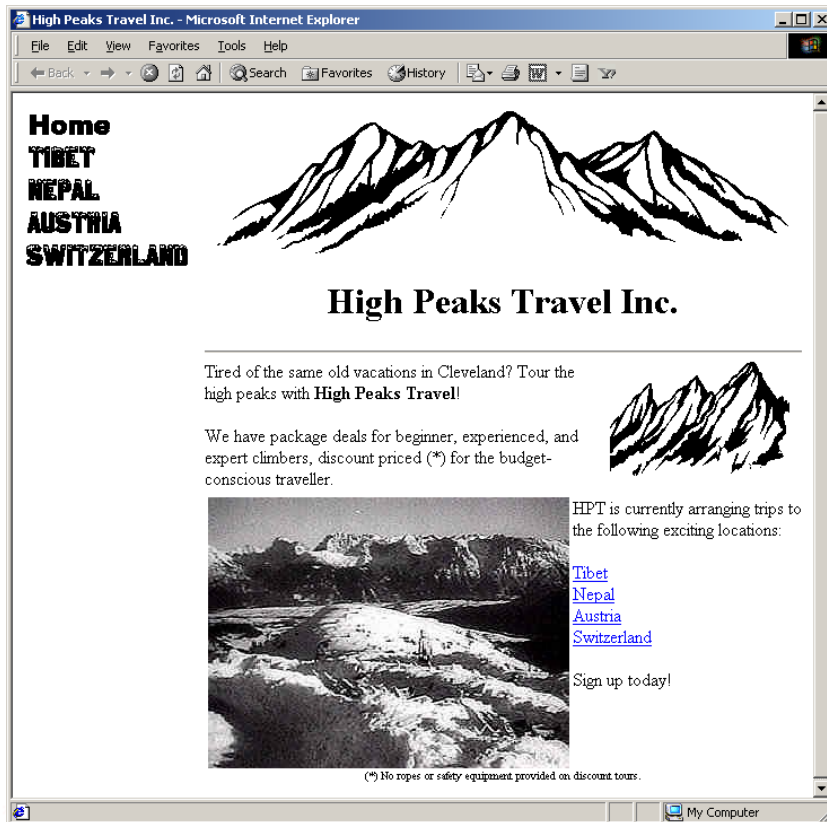 High Peaks Travel Inc. - Microsoft Internet Explorer
File Edit View Favorites Tools Help
Back Search Favorites History
Home
TIBET
NEPAL
AUSTRIA
SWITZERLAND
High Peaks Travel Inc.
Tired of the same old vacations in Cleveland? Tour the
high peaks with High Peaks Travel!
We have package deals for beginner, experienced, and
expert climbers, discount priced (*) for the budget-
conscious traveller.
HPT is currently arranging trips to
the following exciting locations:
Tibet
Nepal
Austria
Switzerland
Sign up today!
(*) No ropes or safety equipment provided on discount tours.
My Computer